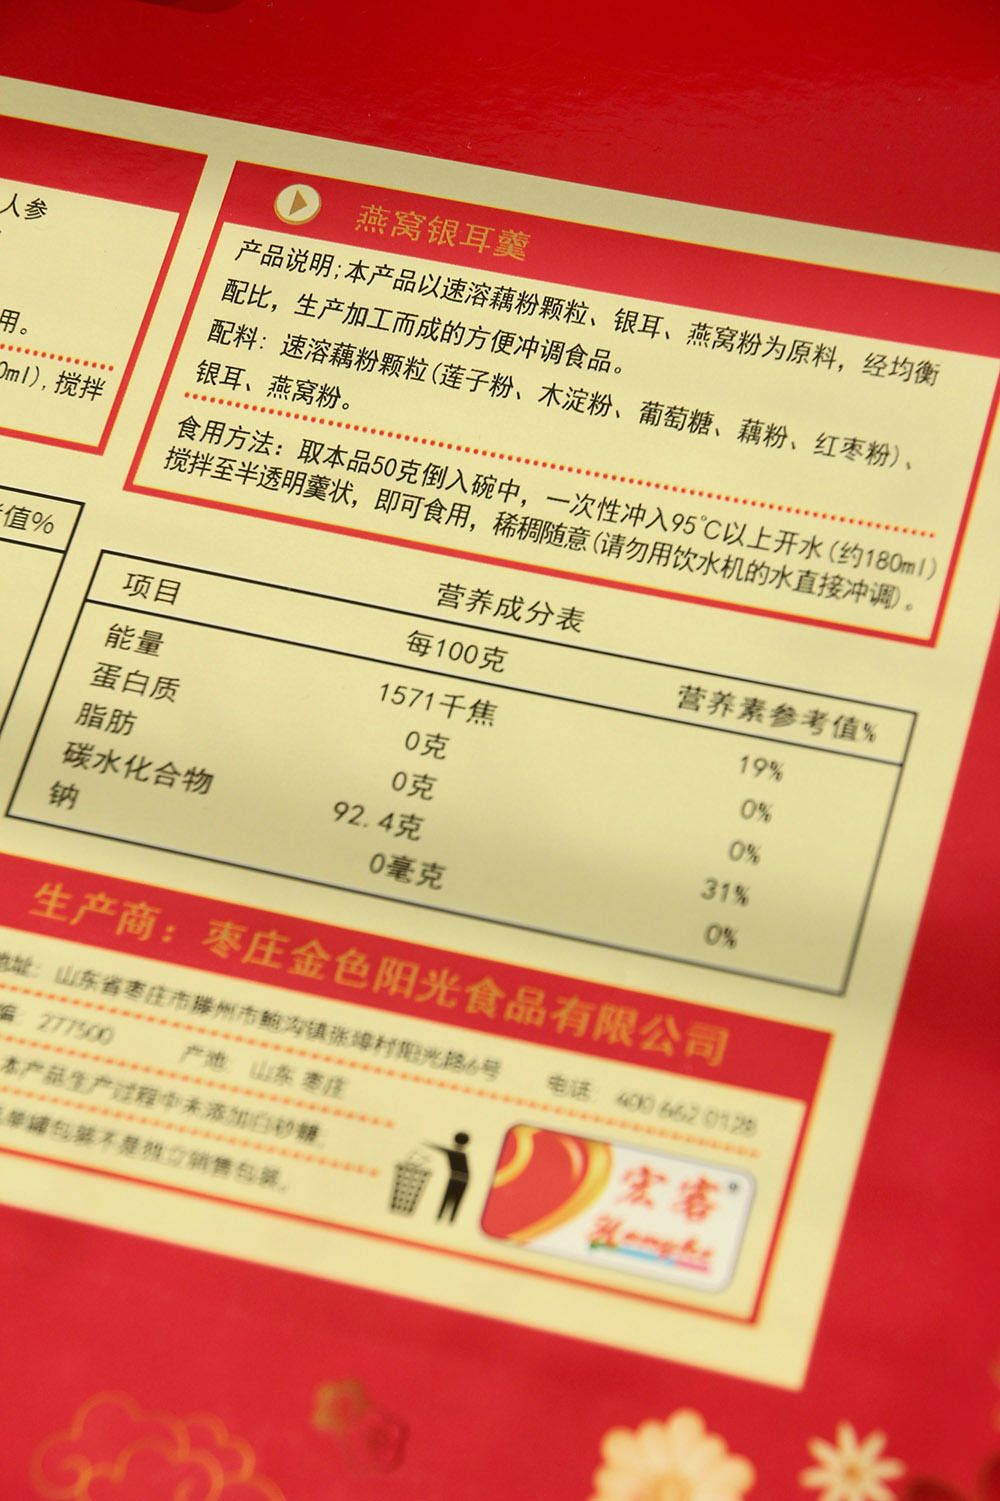 人参
用。
0ml),搅拌
值%
燕窝银耳羹
产品说明;本产品以速溶藕粉颗粒、银耳、燕窝粉为原料，经均衡
配比，生产加工而成的方便冲调食品。
配料：速溶藕粉颗粒(莲子粉、木淀粉、葡萄糖、藕粉、红枣粉)、
银耳、燕窝粉。
食用方法：取本品50克倒入碗中，一次性冲入95℃以上开水(约180ml)
搅拌至半透明羹状，即可食用，稀稠随意(请勿用饮水机的水直接冲调)。
营养成分表
项目 每100克 营养素参考值%
能量 1571千焦 19%
蛋白质 0克 0%
脂肪 0克 0%
碳水化合物 92.4克 31%
钠 0毫克 0%
生产商：枣庄金色阳光食品有限公司
地址：山东省枣庄市滕州市鲍沟镇张埠村阳光路6号
编：277500 产地：山东 枣庄 电话：400 662 0128
本产品生产过程中未添加白砂糖；
单罐包装不是独立销售包装。
宏客®
Hongke